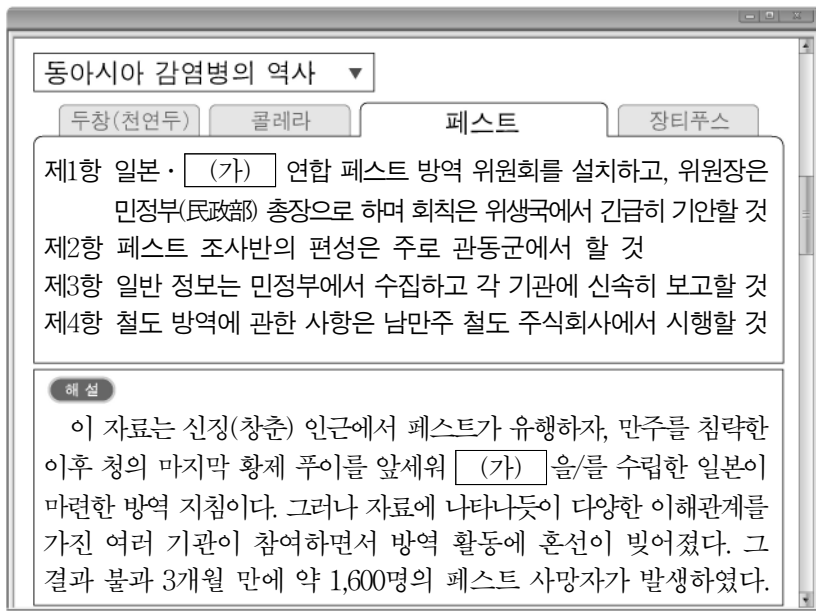 동아시아 감염병의 역사 ▼
두창(천연두) 콜레라 페스트 장티푸스
제1항 일본· (가) 연합 페스트 방역 위원회를 설치하고, 위원장은
민정부(民政部) 총장으로 하며 회칙은 위생국에서 긴급히 기안할 것
제2항 페스트 조사반의 편성은 주로 관동군에서 할 것
제3항 일반 정보는 민정부에서 수집하고 각 기관에 신속히 보고할 것
제4항 철도 방역에 관한 사항은 남만주 철도 주식회사에서 시행할 것
해설
이 자료는 신징(창춘) 인근에서 페스트가 유행하자, 만주를 침략한
이후 청의 마지막 황제 푸이를 앞세워 (가) 을/를 수립한 일본이
마련한 방역 지침이다. 그러나 자료에 나타나듯이 다양한 이해관계를
가진 여러 기관이 참여하면서 방역 활동에 혼선이 빚어졌다. 그
결과 불과 3개월 만에 약 1,600명의 페스트 사망자가 발생하였다.